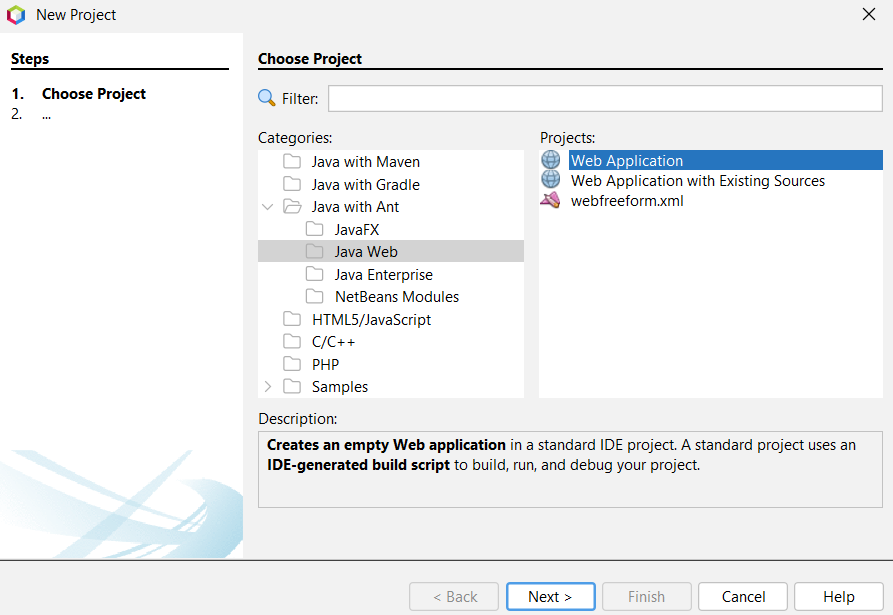 New Project
Steps
1. Choose Project
2. ...
Choose Project
Filter:
Categories:
Java with Maven
Java with Gradle
Java with Ant
JavaFX
Java Web
Java Enterprise
NetBeans Modules
HTML5/JavaScript
C/C++
PHP
Samples
Projects:
Web Application
Web Application with Existing Sources
webfreeform.xml
Description:
Creates an empty Web application in a standard IDE project. A standard project uses an
IDE-generated build script to build, run, and debug your project.
< Back
Next >
Finish
Cancel
Help